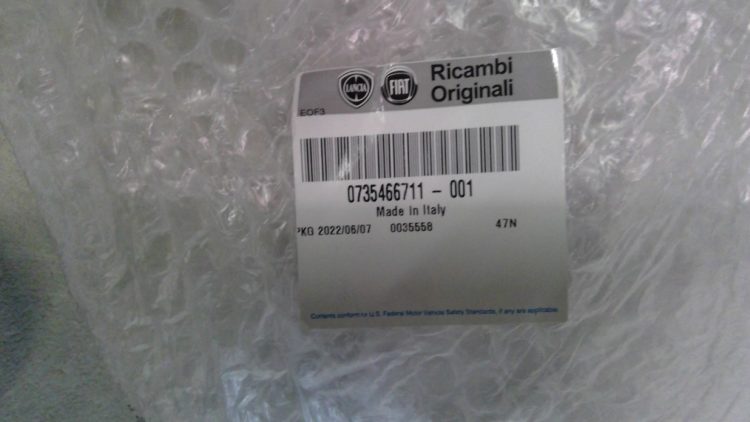 LANCIA FIAT Ricambi
Originali
EOF3
0735466711 - 001
Made in Italy
PKG 2022/06/07 0035558 47N
Contents conform to U.S. Federal Motor Vehicle Safety Standards, if any are applicable.